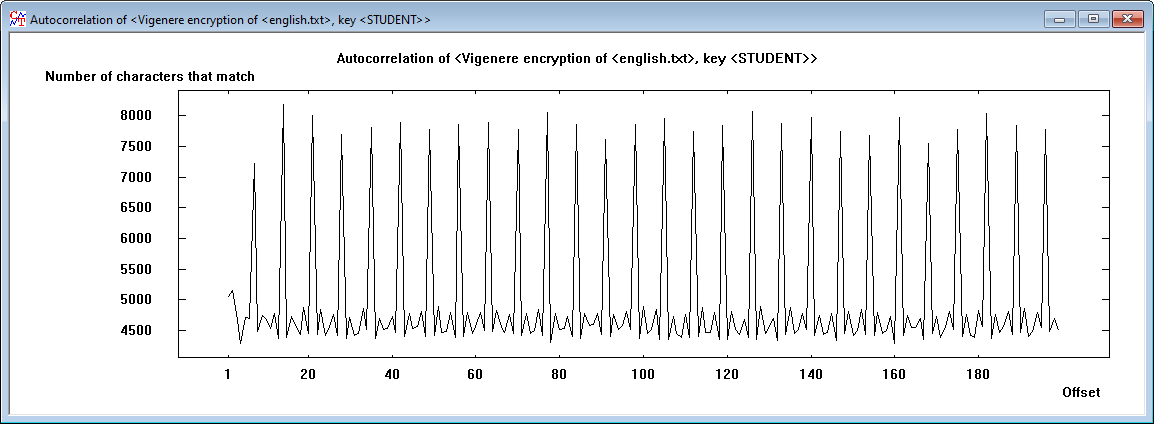 Autocorrelation of <Vigenere encryption of <english.txt>, key <STUDENT>>
Autocorrelation of <Vigenere encryption of <english.txt>, key <STUDENT>>
Number of characters that match
8000
7500
7000
6500
6000
5500
5000
4500
1 20 40 60 80 100 120 140 160 180
Offset